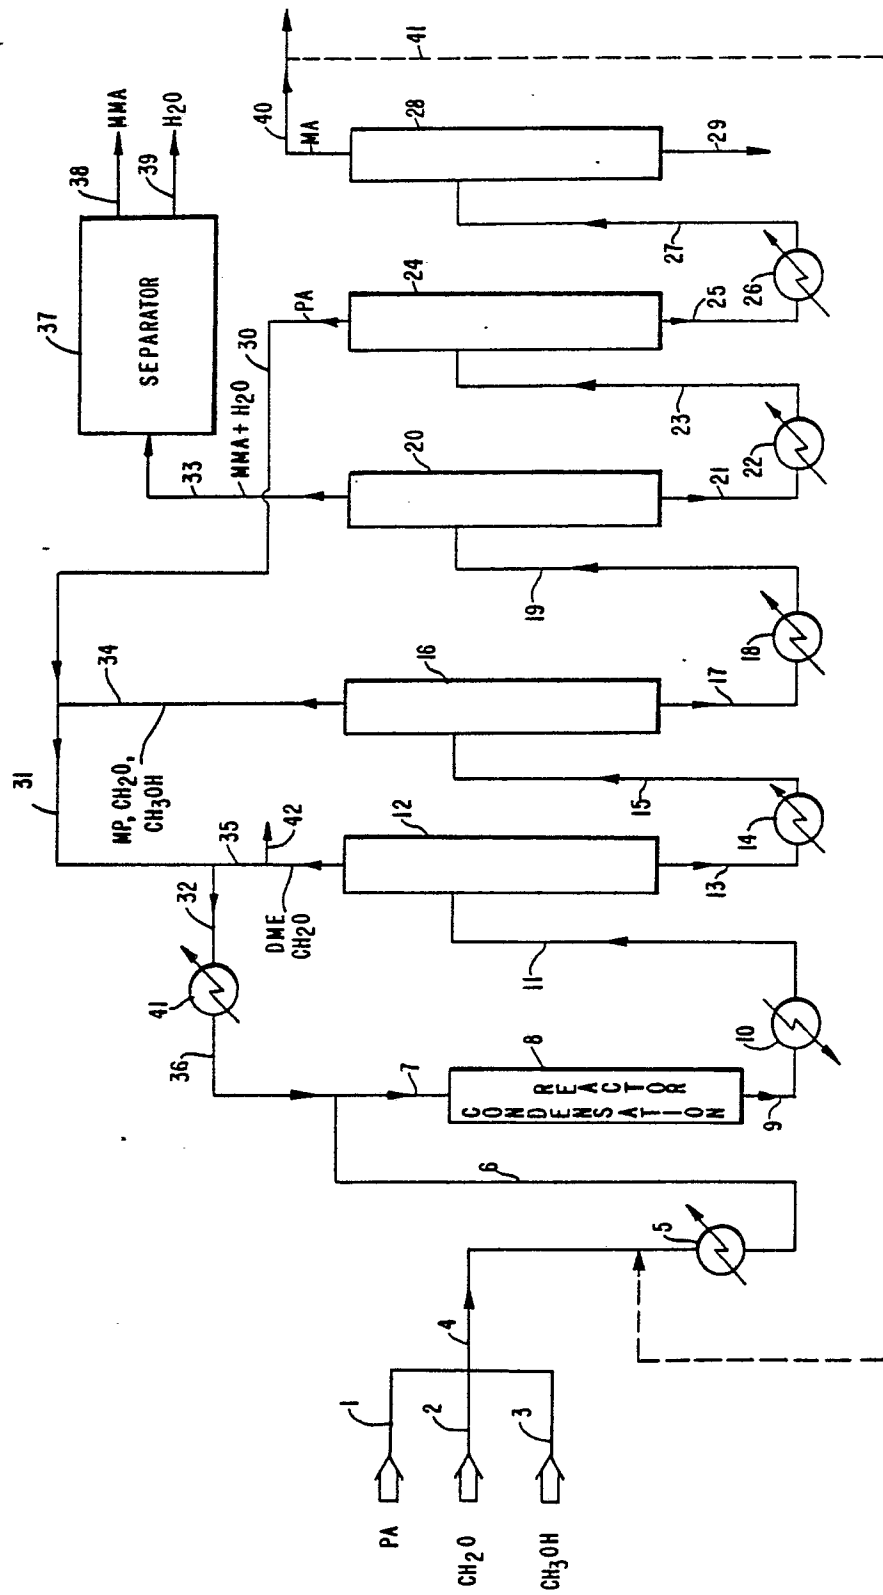 PA
CH2O
CH3OH
1
2
3
4
5
6
7
REACTOR
CONDENSATION
8
9
10
11
12
13
14
15
16
17
18
19
20
21
22
23
24
25
26
27
28
29
MA
40
41
PA
30
MMA + H2O
33
SEPARATOR
37
38
MMA
39
H2O
34
MP, CH2O,
CH3OH
31
35
42
DME
CH2O
32
41
36